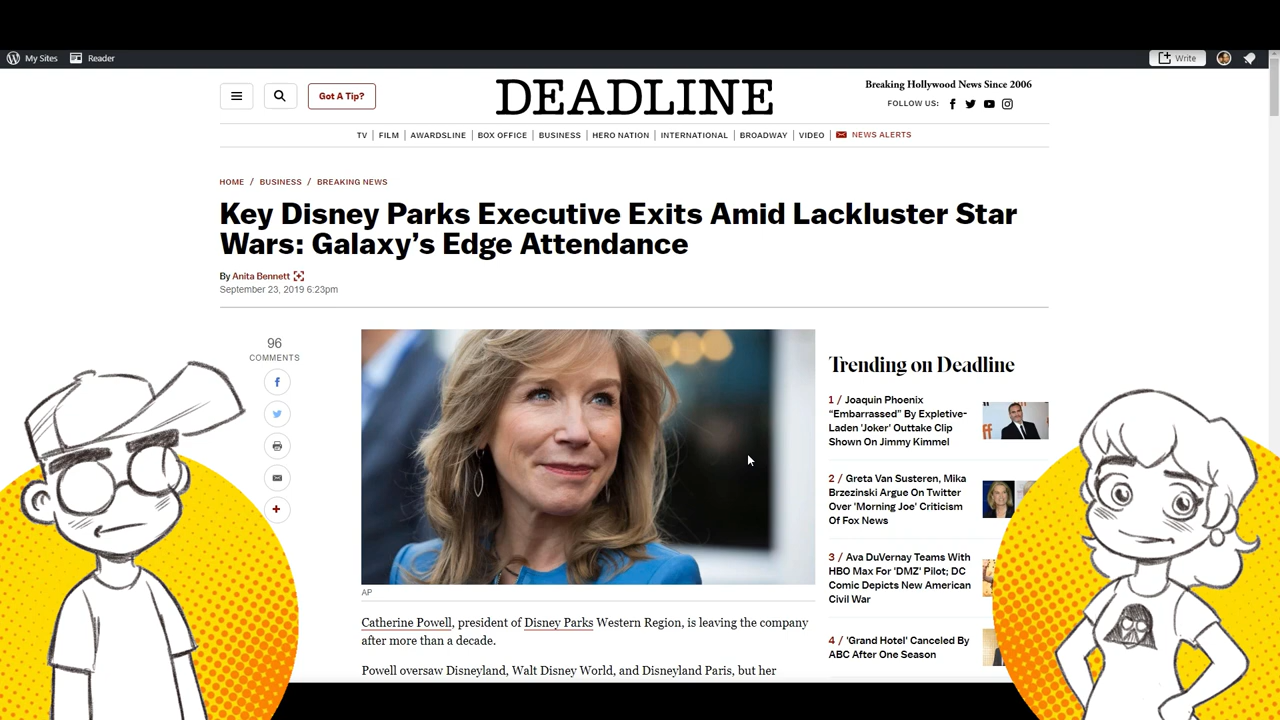 My Sites Reader Write
Got A Tip?
DEADLINE
Breaking Hollywood News Since 2006
FOLLOW US:
TV | FILM | AWARDSLINE | BOX OFFICE | BUSINESS | HERO NATION | INTERNATIONAL | BROADWAY | VIDEO | NEWS ALERTS
HOME / BUSINESS / BREAKING NEWS
Key Disney Parks Executive Exits Amid Lackluster Star
Wars: Galaxy's Edge Attendance
By Anita Bennett
September 23, 2019 6:23pm
96
COMMENTS
AP
Catherine Powell, president of Disney Parks Western Region, is leaving the company
after more than a decade.
Powell oversaw Disneyland, Walt Disney World, and Disneyland Paris, but her
Trending on Deadline
1 / Joaquin Phoenix
“Embarrassed” By Expletive-
Laden 'Joker' Outtake Clip
Shown On Jimmy Kimmel
2 / Greta Van Susteren, Mika
Brzezinski Argue On Twitter
Over 'Morning Joe' Criticism
Of Fox News
3 / Ava DuVernay Teams With
HBO Max For 'DMZ' Pilot; DC
Comic Depicts New American
Civil War
4 / 'Grand Hotel' Canceled By
ABC After One Season